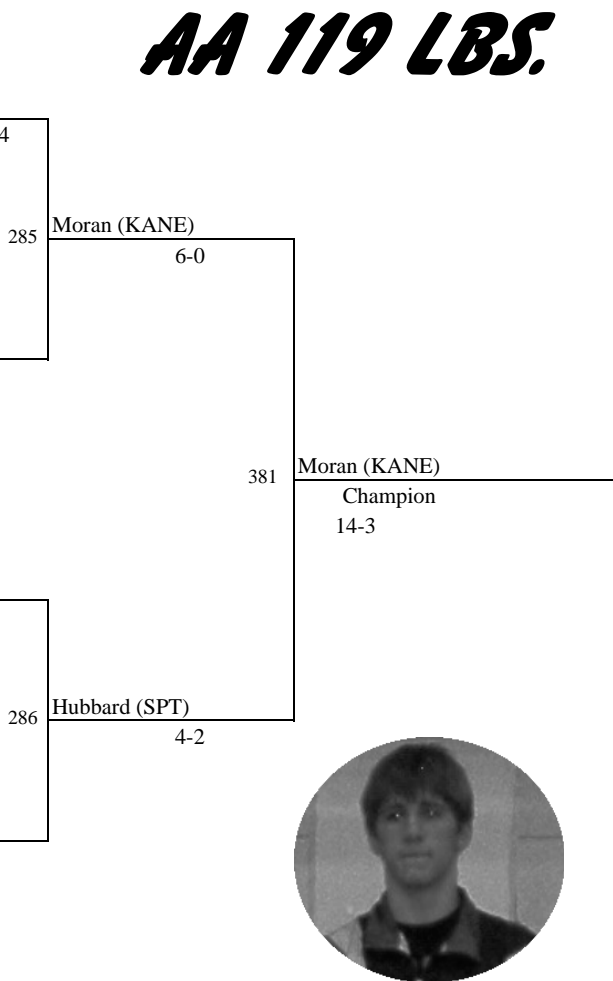 AA 119 LBS.
4
285
Moran (KANE)
6-0
381
Moran (KANE)
Champion
14-3
286
Hubbard (SPT)
4-2